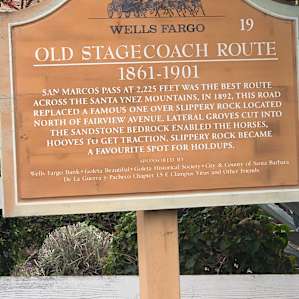 WELLS FARGO
19
OLD STAGECOACH ROUTE
1861-1901
SAN MARCOS PASS AT 2,225 FEET WAS THE BEST ROUTE
ACROSS THE SANTA YNEZ MOUNTAINS, IN 1892, THIS ROAD
REPLACED A FAMOUS ONE OVER SLIPPERY ROCK LOCATED
NORTH OF FAIRVIEW AVENUE. LATERAL GROVES CUT INTO
THE SANDSTONE BEDROCK ENABLED THE HORSES,
HOOVES TO GET TRACTION. SLIPPERY ROCK BECAME
A FAVOURITE SPOT FOR HOLDUPS.
SPONSORED BY
Wells Fargo Bank•Goleta Beautiful•Goleta Historical Society•City & County of Santa Barbara
De La Guerra y Pacheco Chapter 1.5 E Clampus Vitus and Other Friends